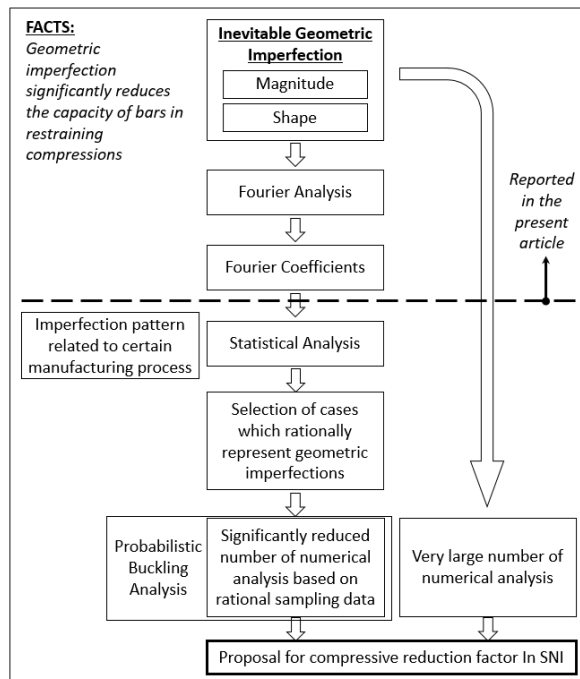 FACTS:
Geometric
imperfection
significantly reduces
the capacity of bars in
restraining
compressions
Inevitable Geometric
Imperfection
Magnitude
Shape
Fourier Analysis
Fourier Coefficients
Reported
in the
present
article
Imperfection pattern
related to certain
manufacturing process
Statistical Analysis
Selection of cases
which rationally
represent geometric
imperfections
Probabilistic
Buckling
Analysis
Significantly reduced
number of numerical
analysis based on
rational sampling data
Very large number of
numerical analysis
Proposal for compressive reduction factor In SNI